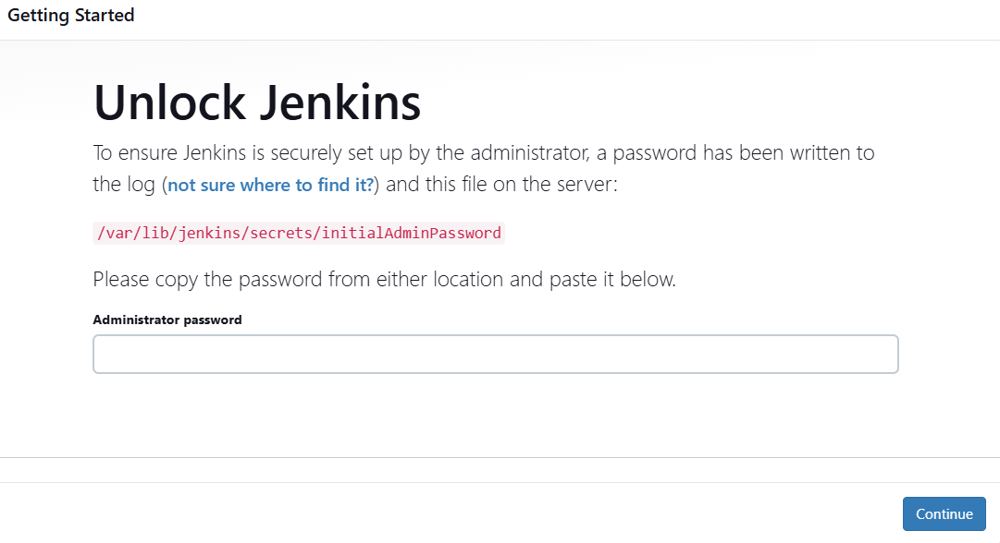 Getting Started
Unlock Jenkins
To ensure Jenkins is securely set up by the administrator, a password has been written to
the log (not sure where to find it?) and this file on the server:
/var/lib/jenkins/secrets/initialAdminPassword
Please copy the password from either location and paste it below.
Administrator password
Continue